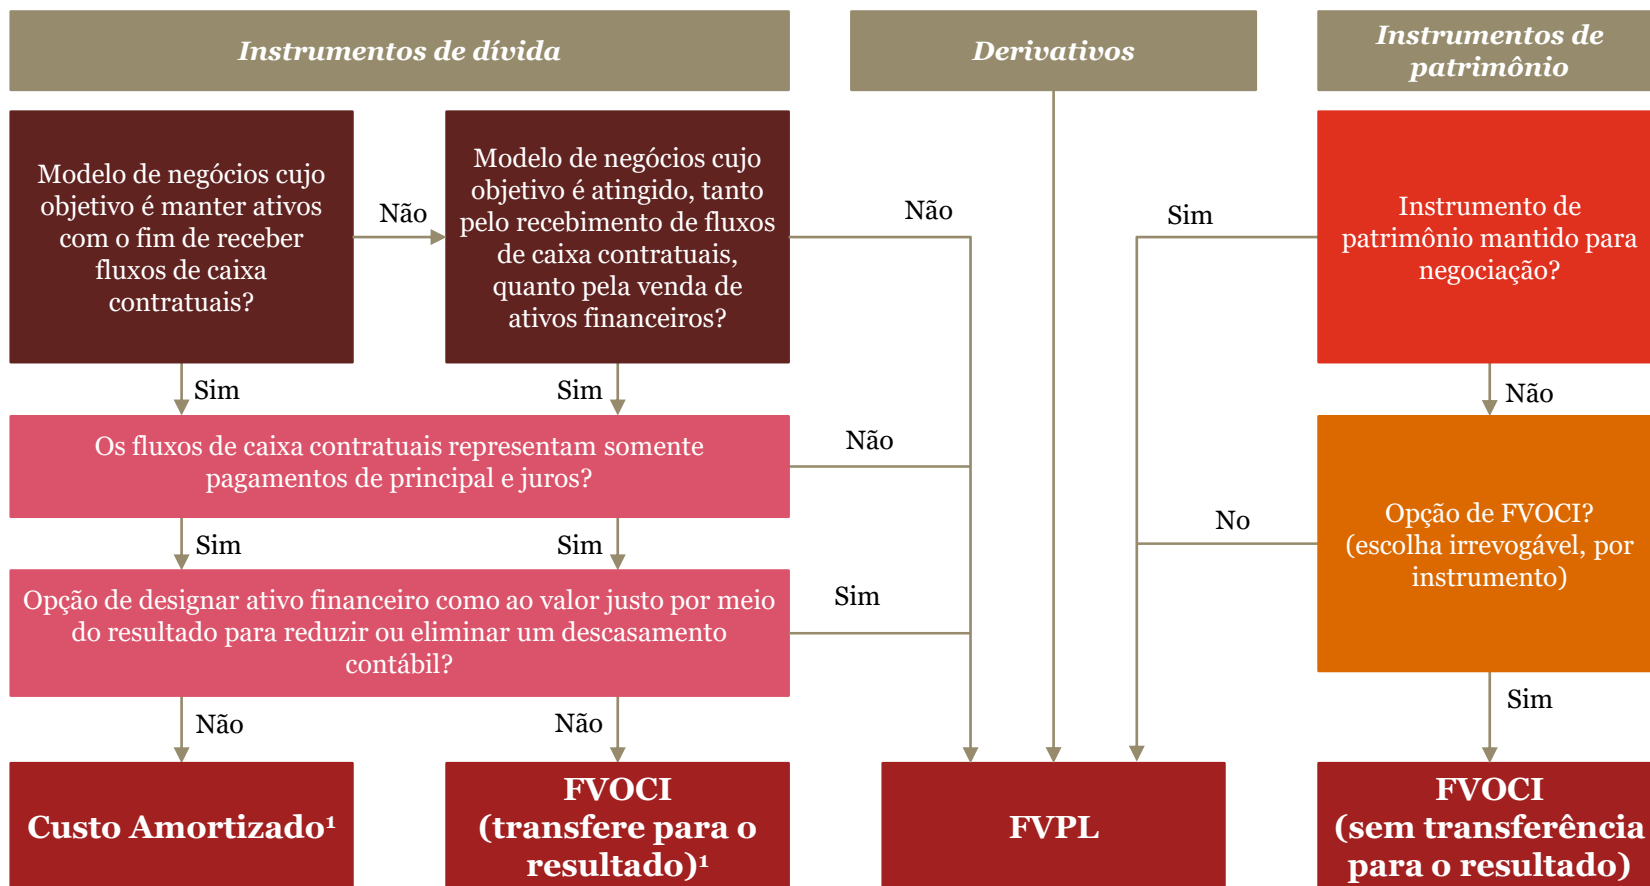 Instrumentos de dívida
Derivativos
Instrumentos de
patrimônio
Modelo de negócios cujo
objetivo é manter ativos
com o fim de receber
fluxos de caixa
contratuais?
Não
Modelo de negócios cujo
objetivo é atingido, tanto
pelo recebimento de fluxos
de caixa contratuais,
quanto pela venda de
ativos financeiros?
Não
Sim
Instrumento de
patrimônio mantido para
negociação?
Sim
Sim
Não
Os fluxos de caixa contratuais representam somente
pagamentos de principal e juros?
Não
Opção de FVOCI?
(escolha irrevogável, por
instrumento)
No
Sim
Sim
Opção de designar ativo financeiro como ao valor justo por meio
do resultado para reduzir ou eliminar um descasamento
contábil?
Sim
Não
Não
Sim
Custo Amortizado¹
FVOCI
(transfere para o
resultado)¹
FVPL
FVOCI
(sem transferência
para o resultado)